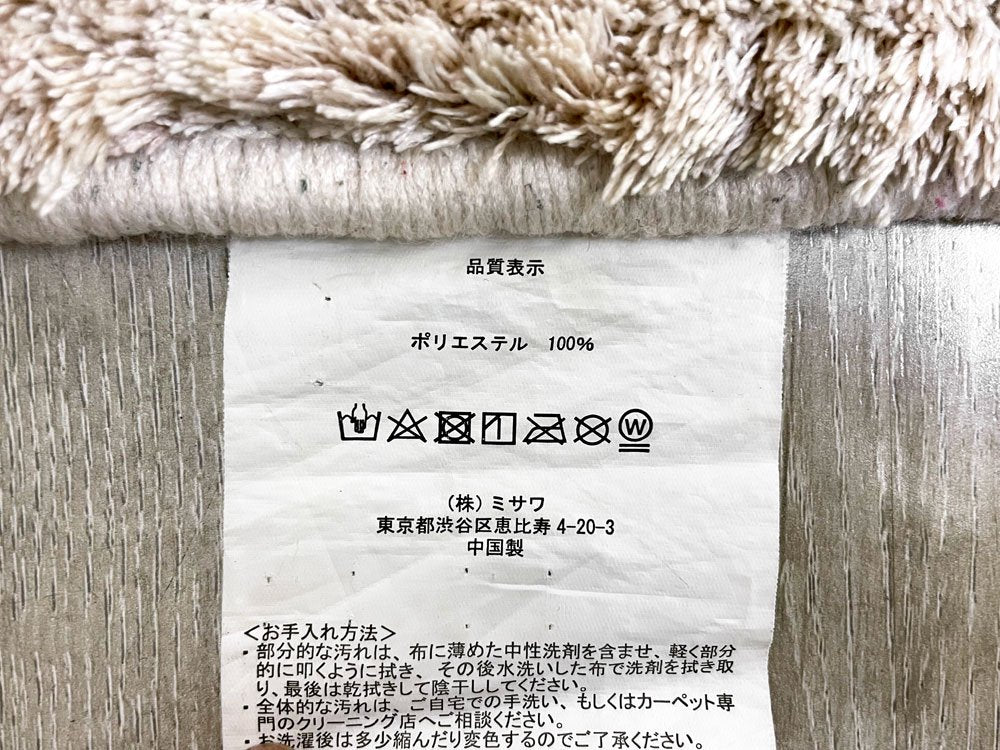 品質表示
ポリエステル 100%
W
(株)ミサワ
東京都渋谷区恵比寿 4-20-3
中国製
<お手入れ方法>
・部分的な汚れは、布に薄めた中性洗剤を含ませ、軽く部分
的に叩くように拭き、その後水洗いした布で洗剤を拭き取
り、最後は乾拭きして陰干ししてください。
・全体的な汚れは、ご自宅での手洗い、もしくはカーペット専
門のクリーニング店へご相談ください。
・お洗濯後は多少縮んだり変色するのでご了承ください。